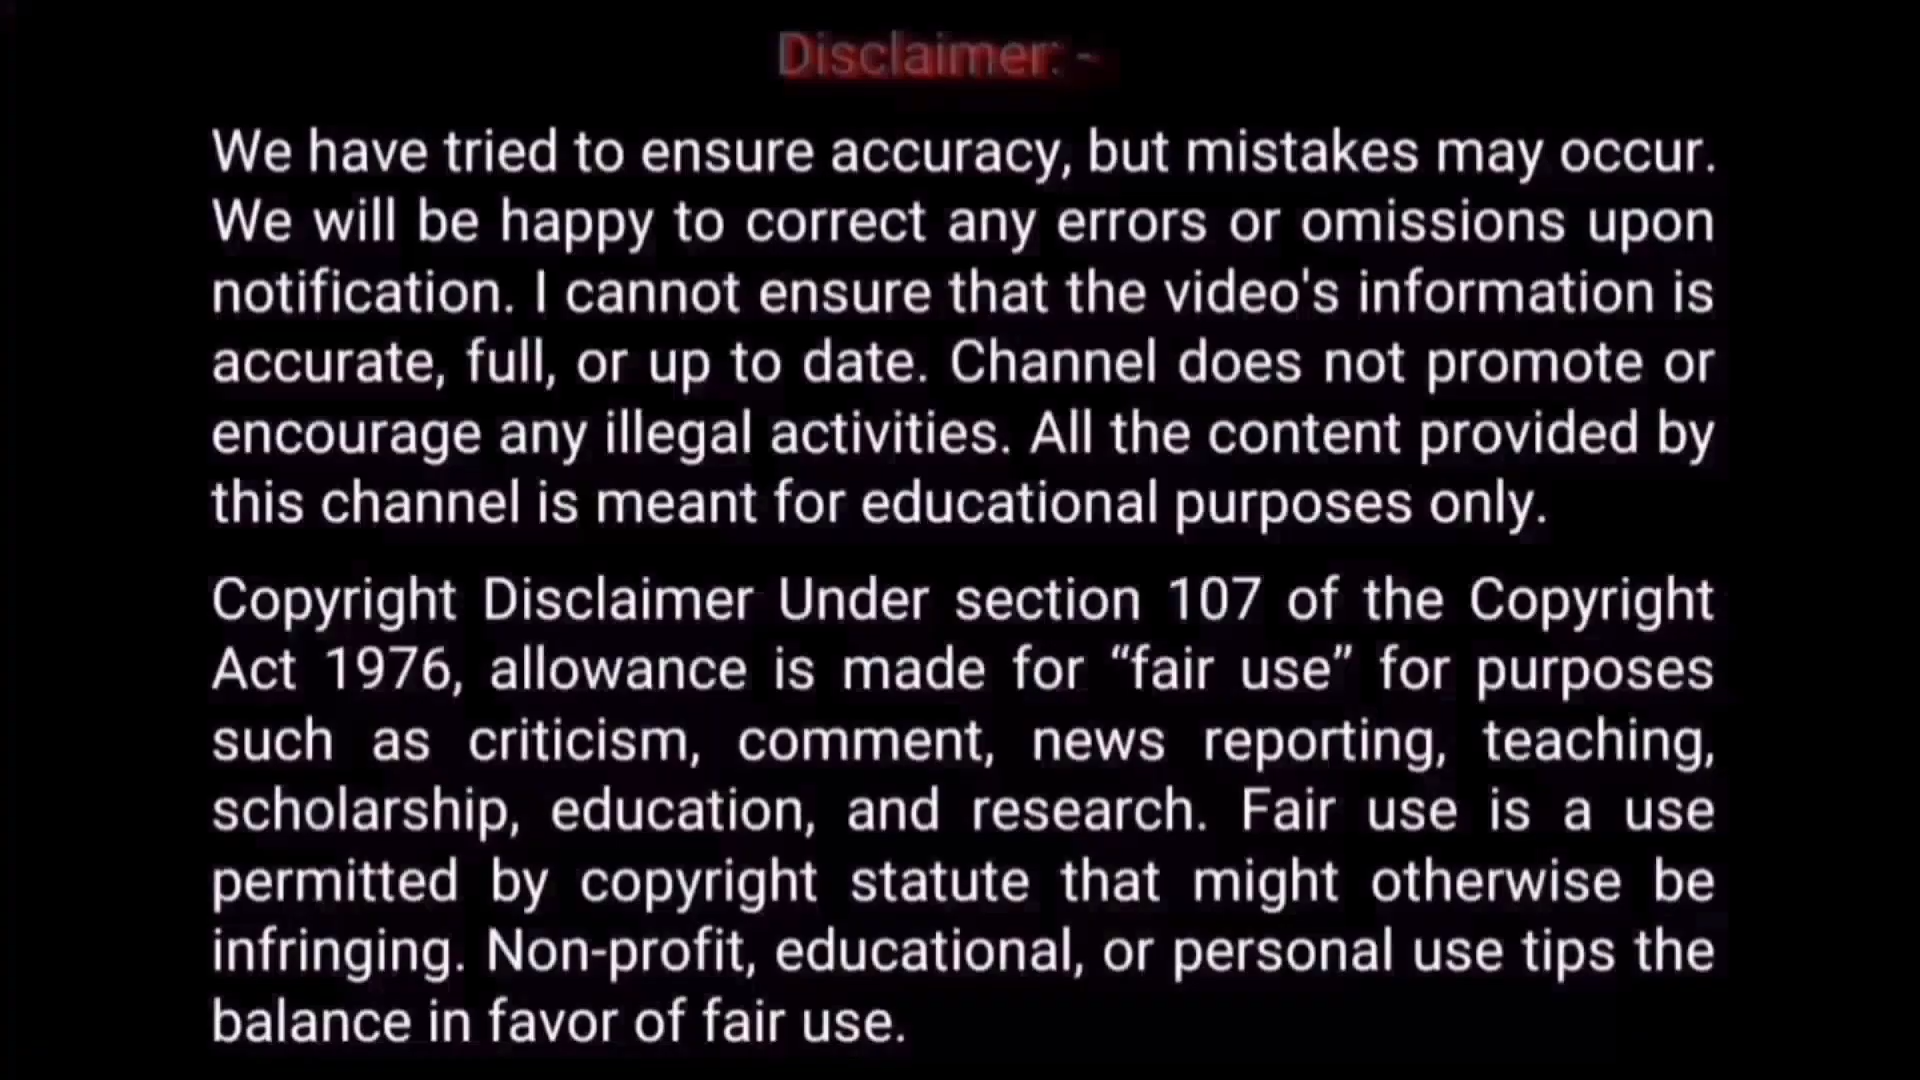 Disclaimer: -
We have tried to ensure accuracy, but mistakes may occur.
We will be happy to correct any errors or omissions upon
notification. I cannot ensure that the video's information is
accurate, full, or up to date. Channel does not promote or
encourage any illegal activities. All the content provided by
this channel is meant for educational purposes only.
Copyright Disclaimer Under section 107 of the Copyright
Act 1976, allowance is made for “fair use” for purposes
such as criticism, comment, news reporting, teaching,
scholarship, education, and research. Fair use is a use
permitted by copyright statute that might otherwise be
infringing. Non-profit, educational, or personal use tips the
balance in favor of fair use.